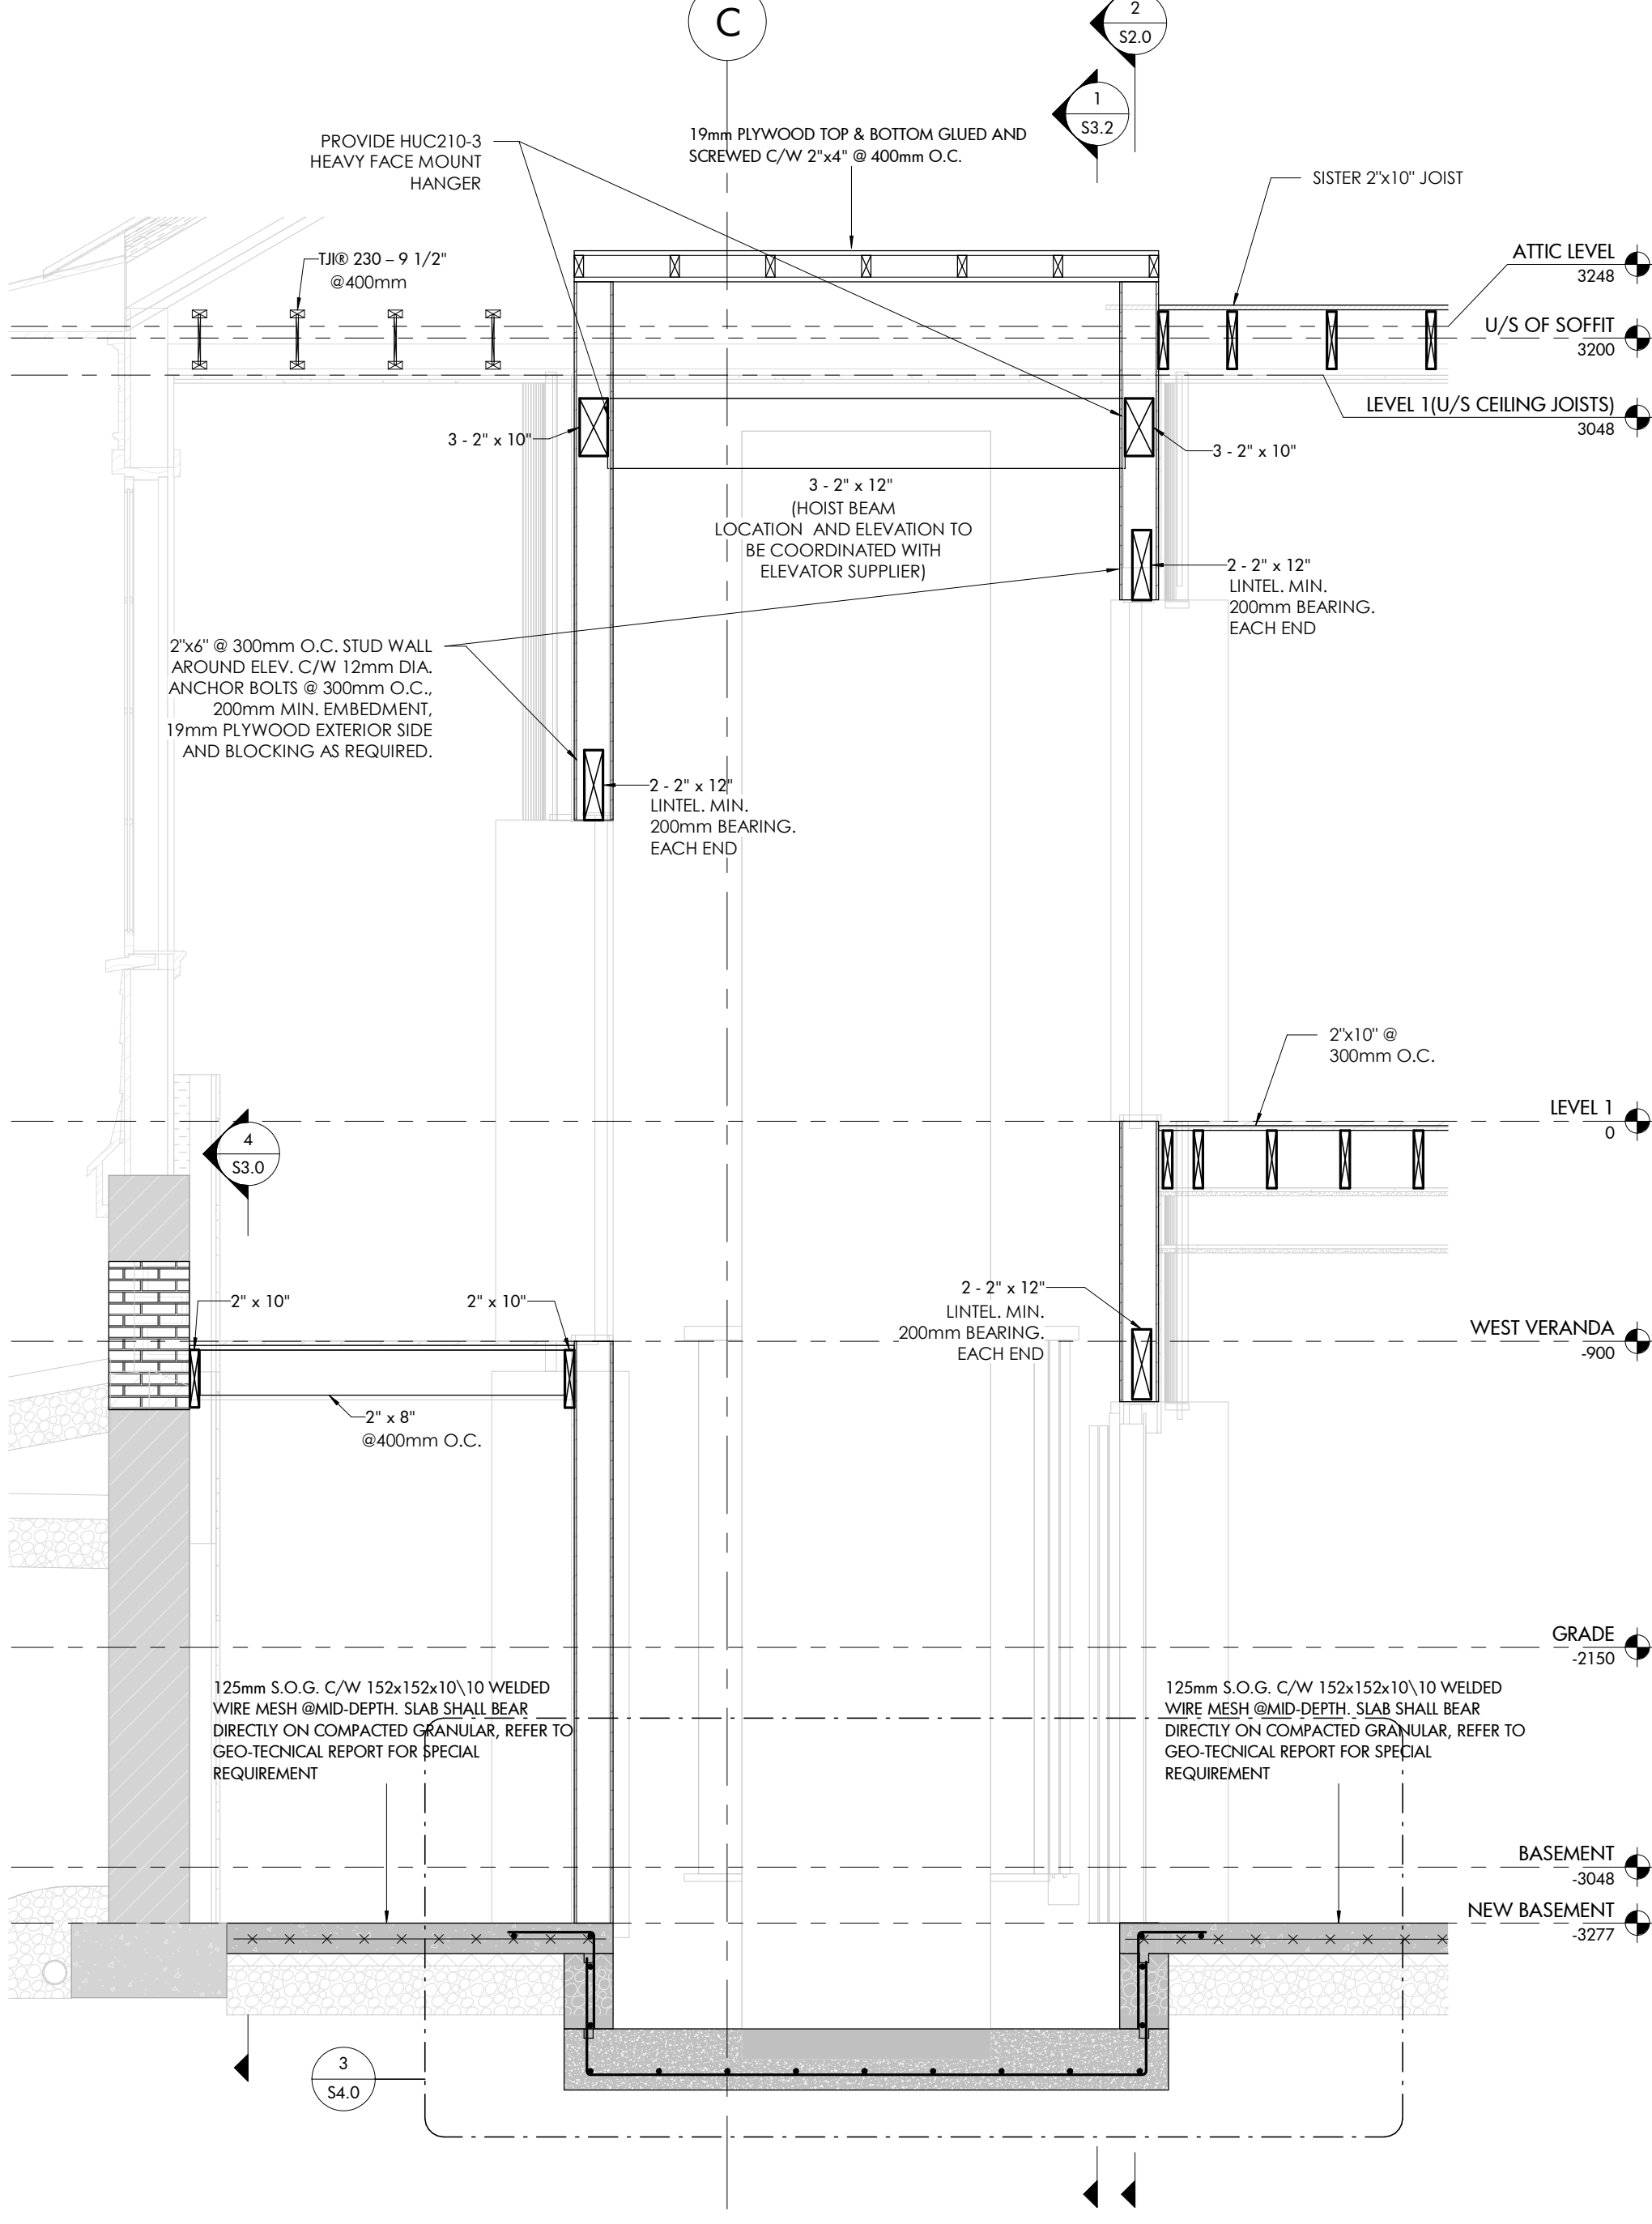 C
2
S2.0
1
S3.2
PROVIDE HUC210-3
HEAVY FACE MOUNT
HANGER
19mm PLYWOOD TOP & BOTTOM GLUED AND
SCREWED C/W 2"x4" @ 400mm O.C.
SISTER 2"x10" JOIST
TJI® 230 – 9 1/2"
@400mm
ATTIC LEVEL
3248
U/S OF SOFFIT
3200
LEVEL 1(U/S CEILING JOISTS)
3048
3 - 2" x 10"
3 - 2" x 10"
3 - 2" x 12"
(HOIST BEAM
LOCATION AND ELEVATION TO
BE COORDINATED WITH
ELEVATOR SUPPLIER)
2 - 2" x 12"
LINTEL. MIN.
200mm BEARING.
EACH END
2"x6" @ 300mm O.C. STUD WALL
AROUND ELEV. C/W 12mm DIA.
ANCHOR BOLTS @ 300mm O.C.,
200mm MIN. EMBEDMENT,
19mm PLYWOOD EXTERIOR SIDE
AND BLOCKING AS REQUIRED.
2 - 2" x 12"
LINTEL. MIN.
200mm BEARING.
EACH END
2"x10" @
300mm O.C.
LEVEL 1
0
4
S3.0
2" x 10"
2" x 10"
2 - 2" x 12"
LINTEL. MIN.
200mm BEARING.
EACH END
WEST VERANDA
-900
2" x 8"
@400mm O.C.
GRADE
-2150
125mm S.O.G. C/W 152x152x10\10 WELDED
WIRE MESH @MID-DEPTH. SLAB SHALL BEAR
DIRECTLY ON COMPACTED GRANULAR, REFER TO
GEO-TECNICAL REPORT FOR SPECIAL
REQUIREMENT
125mm S.O.G. C/W 152x152x10\10 WELDED
WIRE MESH @MID-DEPTH. SLAB SHALL BEAR
DIRECTLY ON COMPACTED GRANULAR, REFER TO
GEO-TECNICAL REPORT FOR SPECIAL
REQUIREMENT
BASEMENT
-3048
NEW BASEMENT
-3277
3
S4.0